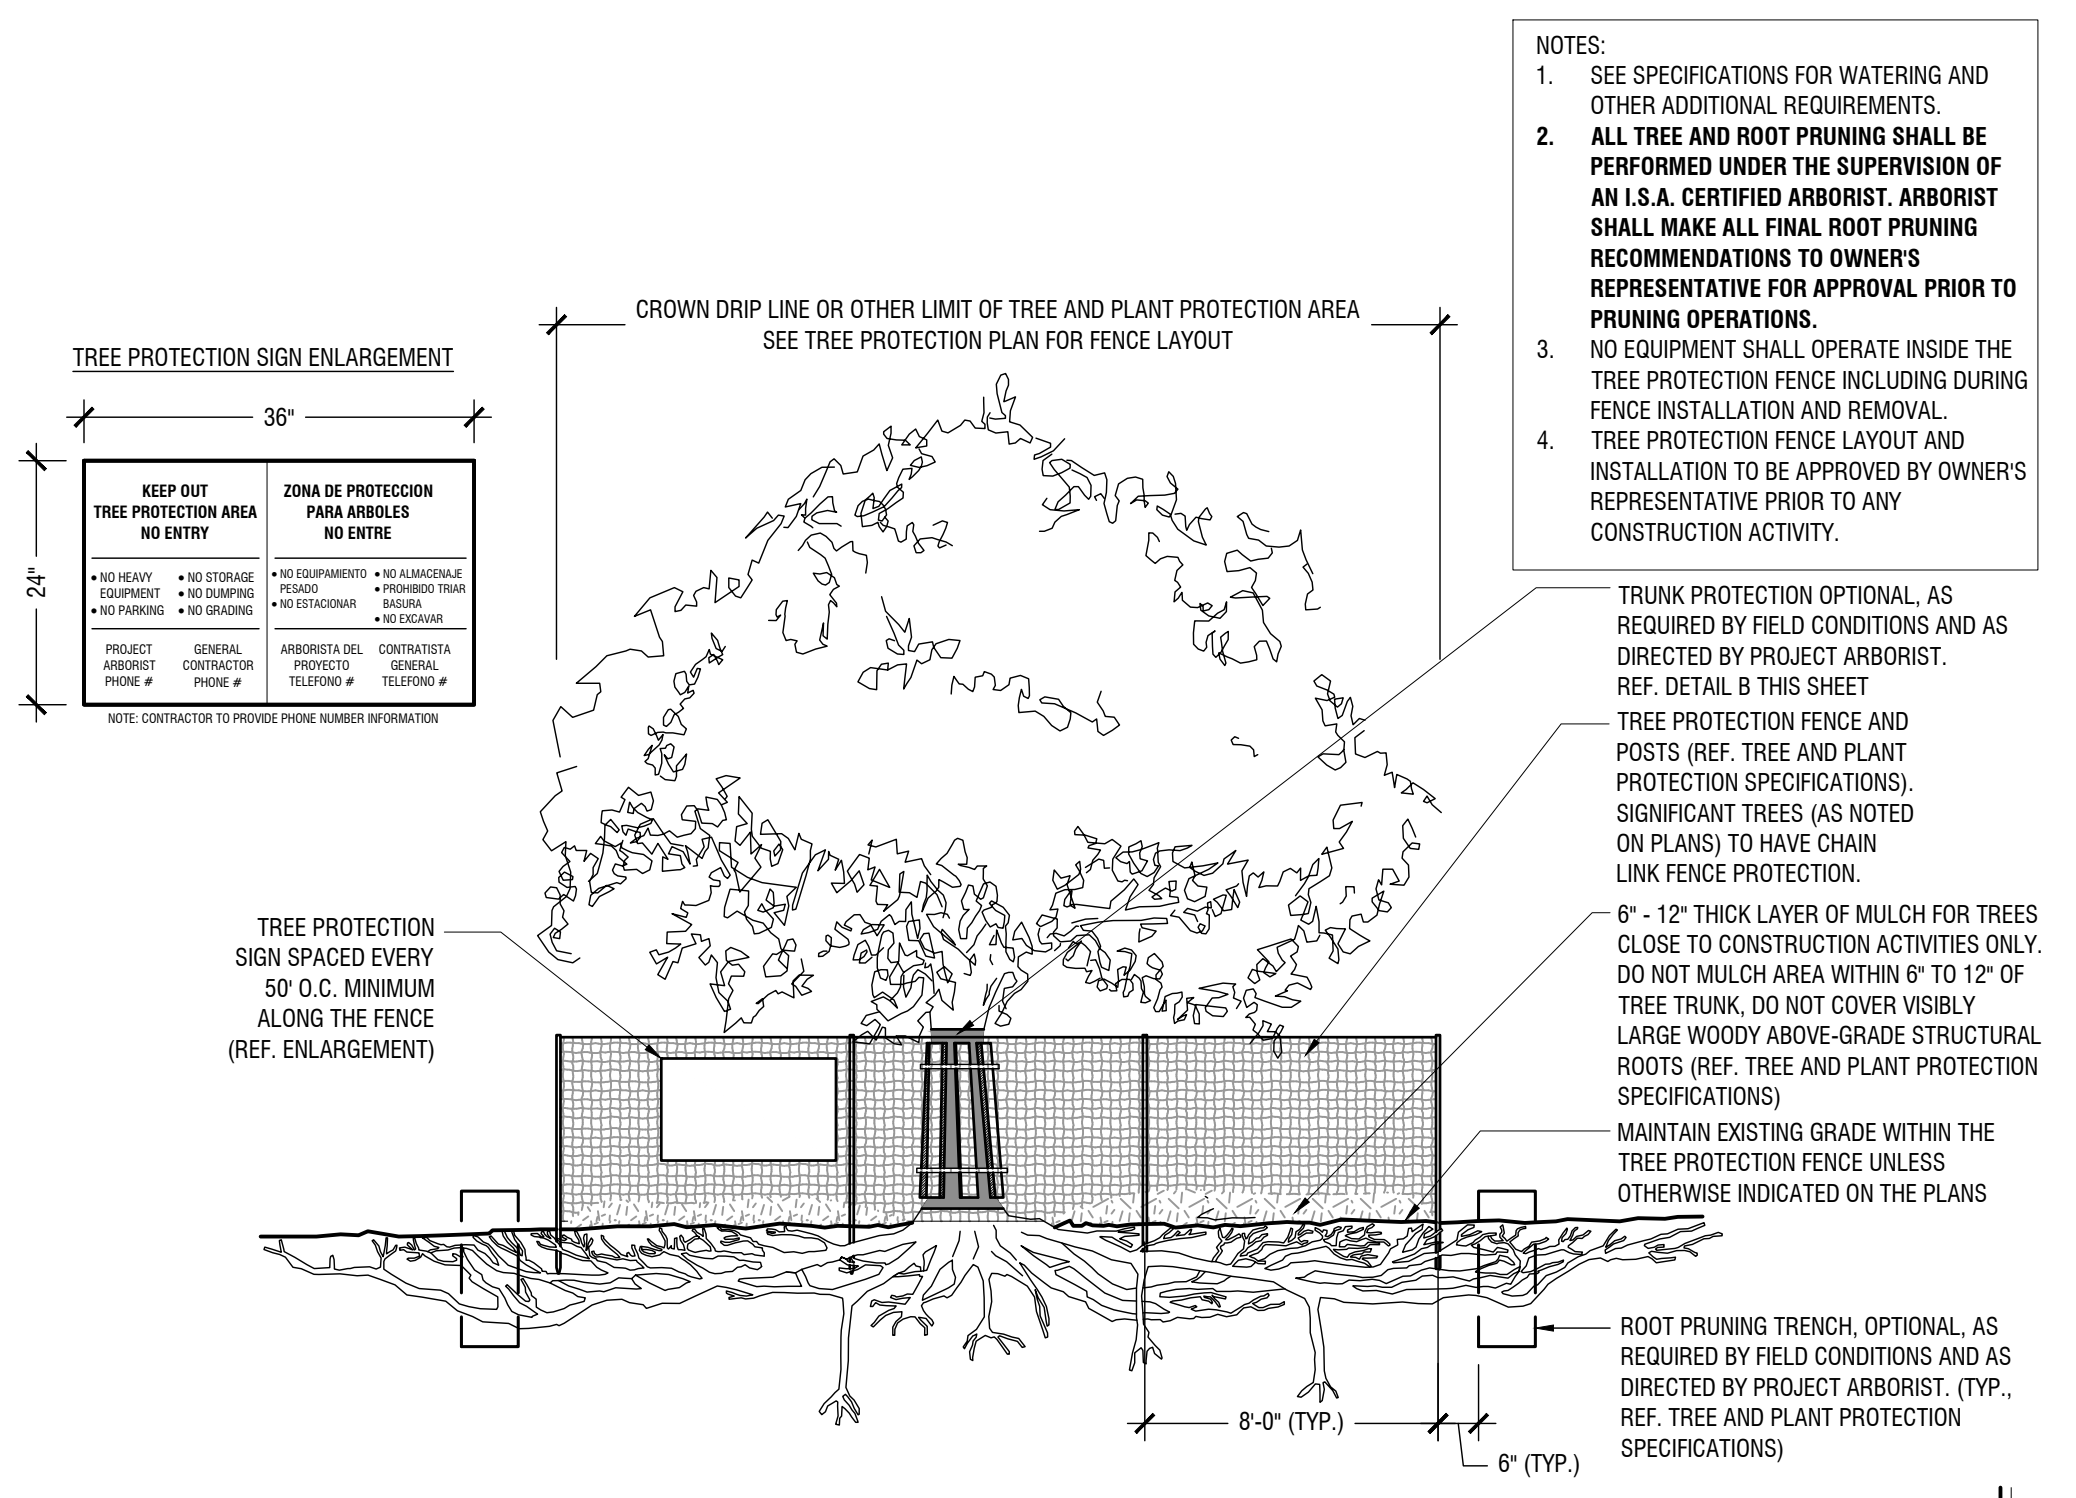 NOTES:
1. SEE SPECIFICATIONS FOR WATERING AND
OTHER ADDITIONAL REQUIREMENTS.
2. ALL TREE AND ROOT PRUNING SHALL BE
PERFORMED UNDER THE SUPERVISION OF
AN I.S.A. CERTIFIED ARBORIST. ARBORIST
SHALL MAKE ALL FINAL ROOT PRUNING
RECOMMENDATIONS TO OWNER'S
REPRESENTATIVE FOR APPROVAL PRIOR TO
PRUNING OPERATIONS.
3. NO EQUIPMENT SHALL OPERATE INSIDE THE
TREE PROTECTION FENCE INCLUDING DURING
FENCE INSTALLATION AND REMOVAL.
4. TREE PROTECTION FENCE LAYOUT AND
INSTALLATION TO BE APPROVED BY OWNER'S
REPRESENTATIVE PRIOR TO ANY
CONSTRUCTION ACTIVITY.
CROWN DRIP LINE OR OTHER LIMIT OF TREE AND PLANT PROTECTION AREA
SEE TREE PROTECTION PLAN FOR FENCE LAYOUT
TREE PROTECTION SIGN ENLARGEMENT
36"
24"
KEEP OUT
TREE PROTECTION AREA
NO ENTRY
• NO HEAVY
EQUIPMENT
• NO PARKING
• NO STORAGE
• NO DUMPING
• NO GRADING
PROJECT
ARBORIST
PHONE #
GENERAL
CONTRACTOR
PHONE #
ZONA DE PROTECCION
PARA ARBOLES
NO ENTRE
• NO EQUIPAMIENTO
PESADO
• NO ESTACIONAR
• NO ALMACENAJE
• PROHIBIDO TRIAR
BASURA
• NO EXCAVAR
ARBORISTA DEL
PROYECTO
TELEFONO #
CONTRATISTA
GENERAL
TELEFONO #
NOTE: CONTRACTOR TO PROVIDE PHONE NUMBER INFORMATION
TRUNK PROTECTION OPTIONAL, AS
REQUIRED BY FIELD CONDITIONS AND AS
DIRECTED BY PROJECT ARBORIST.
REF. DETAIL B THIS SHEET
TREE PROTECTION FENCE AND
POSTS (REF. TREE AND PLANT
PROTECTION SPECIFICATIONS).
SIGNIFICANT TREES (AS NOTED
ON PLANS) TO HAVE CHAIN
LINK FENCE PROTECTION.
TREE PROTECTION
SIGN SPACED EVERY
50' O.C. MINIMUM
ALONG THE FENCE
(REF. ENLARGEMENT)
6" - 12" THICK LAYER OF MULCH FOR TREES
CLOSE TO CONSTRUCTION ACTIVITIES ONLY.
DO NOT MULCH AREA WITHIN 6" TO 12" OF
TREE TRUNK, DO NOT COVER VISIBLY
LARGE WOODY ABOVE-GRADE STRUCTURAL
ROOTS (REF. TREE AND PLANT PROTECTION
SPECIFICATIONS)
MAINTAIN EXISTING GRADE WITHIN THE
TREE PROTECTION FENCE UNLESS
OTHERWISE INDICATED ON THE PLANS
ROOT PRUNING TRENCH, OPTIONAL, AS
REQUIRED BY FIELD CONDITIONS AND AS
DIRECTED BY PROJECT ARBORIST. (TYP.,
REF. TREE AND PLANT PROTECTION
SPECIFICATIONS)
8'-0" (TYP.)
6" (TYP.)